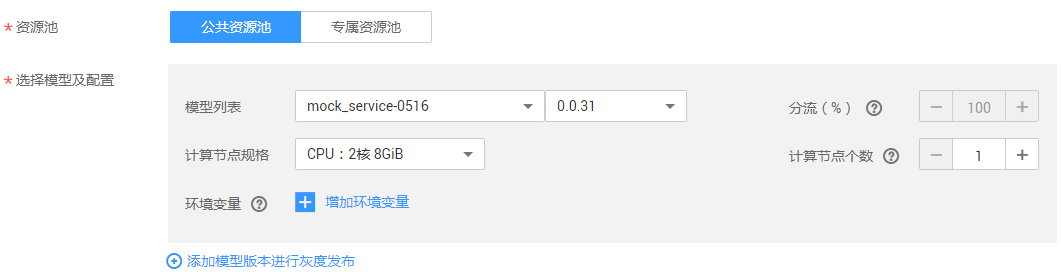 * 资源池 公共资源池 专属资源池
* 选择模型及配置
模型列表 mock_service-0516 0.0.31 分流（%） ? － 100 ＋
计算节点规格 CPU：2核 8GiB 计算节点个数 ? － 1 ＋
环境变量 ? + 增加环境变量
+ 添加模型版本进行灰度发布